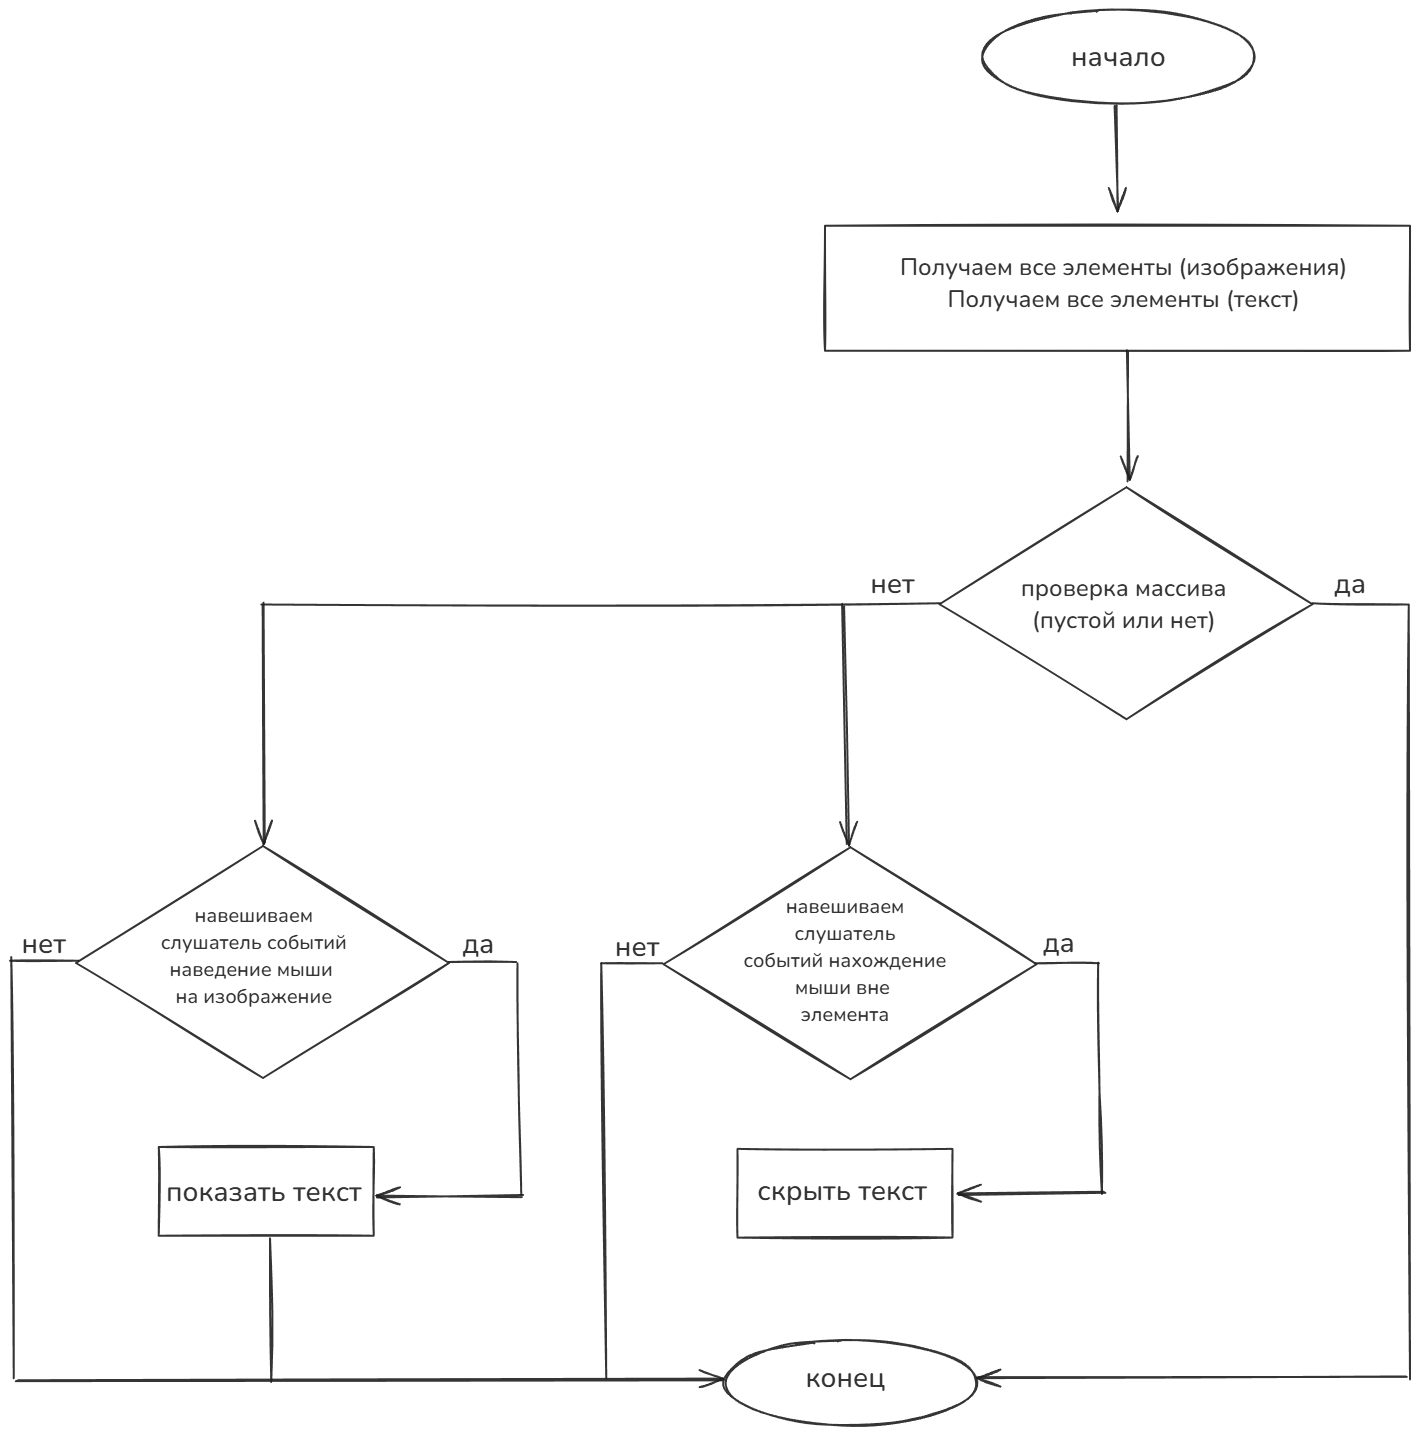 начало
Получаем все элементы (изображения)
Получаем все элементы (текст)
нет
проверка массива
(пустой или нет)
да
нет
навешиваем
слушатель событий
наведение мыши
на изображение
да
нет
навешиваем
слушатель
событий нахождение
мыши вне
элемента
да
показать текст
скрыть текст
конец